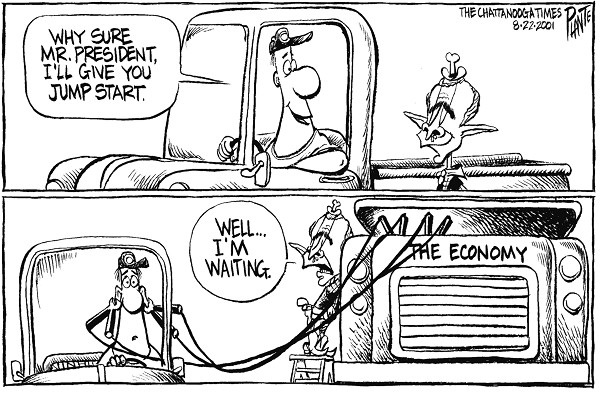 THE CHATTANOOGA TIMES
8-22-2001
PLANTE
WHY SURE
MR. PRESIDENT,
I'LL GIVE YOU
JUMP START.
WELL...
I'M
WAITING.
THE ECONOMY